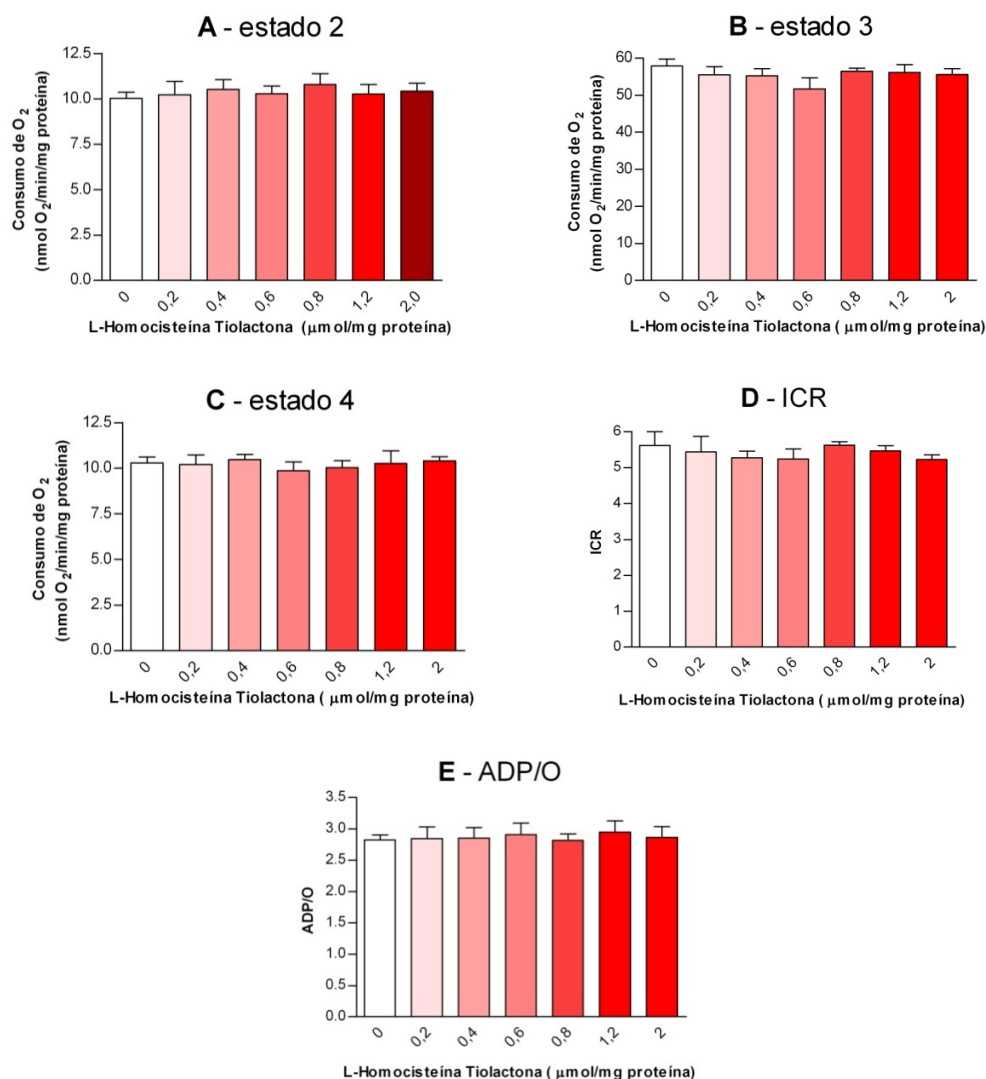 A - estado 2
Consumo de O2
(nmol O2/min/mg proteína)
12.5
10.0
7.5
5.0
2.5
0.0
0 0,2 0,4 0,6 0,8 1,2 2,0
L-Homocisteína Tiolactona (μmol/mg proteína)
B - estado 3
Consumo de O2
(nmol O2/min/mg proteína)
60
50
40
30
20
10
0
0 0,2 0,4 0,6 0,8 1,2 2
L-Homocisteína Tiolactona ( μmol/mg proteína)
C - estado 4
Consumo de O2
(nmol O2/min/mg proteína)
12.5
10.0
7.5
5.0
2.5
0.0
0 0,2 0,4 0,6 0,8 1,2 2
L-Homocisteína Tiolactona ( μmol/mg proteína)
D - ICR
ICR
6
5
4
3
2
1
0
0 0,2 0,4 0,6 0,8 1,2 2
L-Homocisteína Tiolactona ( μmol/mg proteína)
E - ADP/O
ADP/O
3.5
3.0
2.5
2.0
1.5
1.0
0.5
0.0
0 0,2 0,4 0,6 0,8 1,2 2
L-Homocisteína Tiolactona ( μmol/mg proteína)